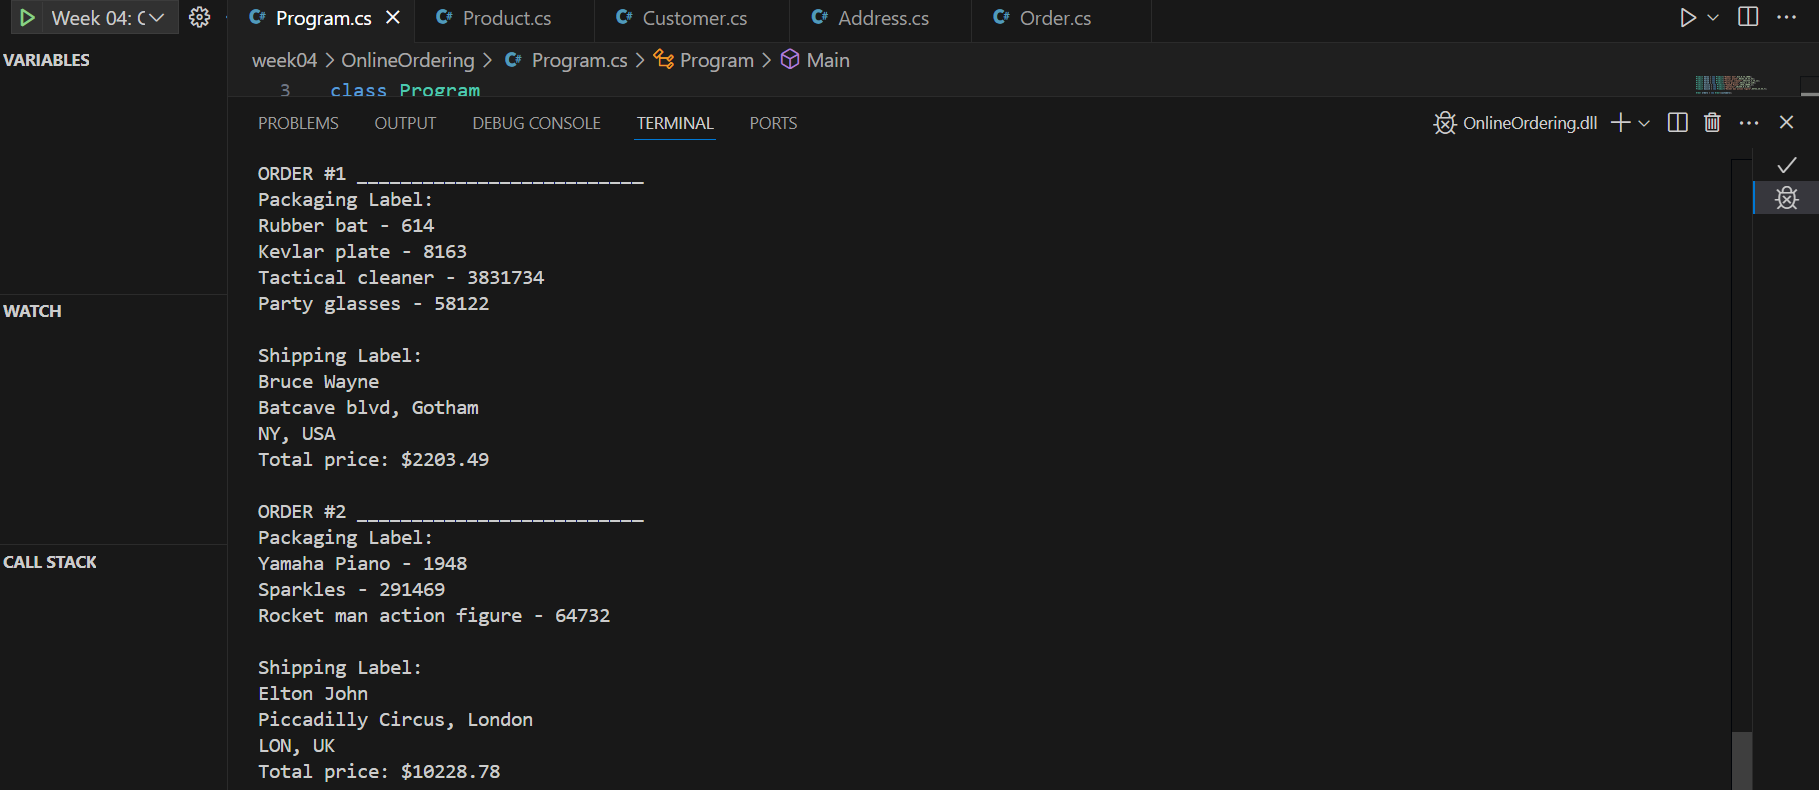 Week 04: C
Program.cs
Product.cs
Customer.cs
Address.cs
Order.cs
VARIABLES
week04 > OnlineOrdering > C# Program.cs > Program > Main
3 class Program
PROBLEMS OUTPUT DEBUG CONSOLE TERMINAL PORTS
OnlineOrdering.dll
ORDER #1 __________________________
Packaging Label:
Rubber bat - 614
Kevlar plate - 8163
Tactical cleaner - 3831734
Party glasses - 58122
WATCH
Shipping Label:
Bruce Wayne
Batcave blvd, Gotham
NY, USA
Total price: $2203.49
ORDER #2 __________________________
Packaging Label:
CALL STACK
Yamaha Piano - 1948
Sparkles - 291469
Rocket man action figure - 64732
Shipping Label:
Elton John
Piccadilly Circus, London
LON, UK
Total price: $10228.78